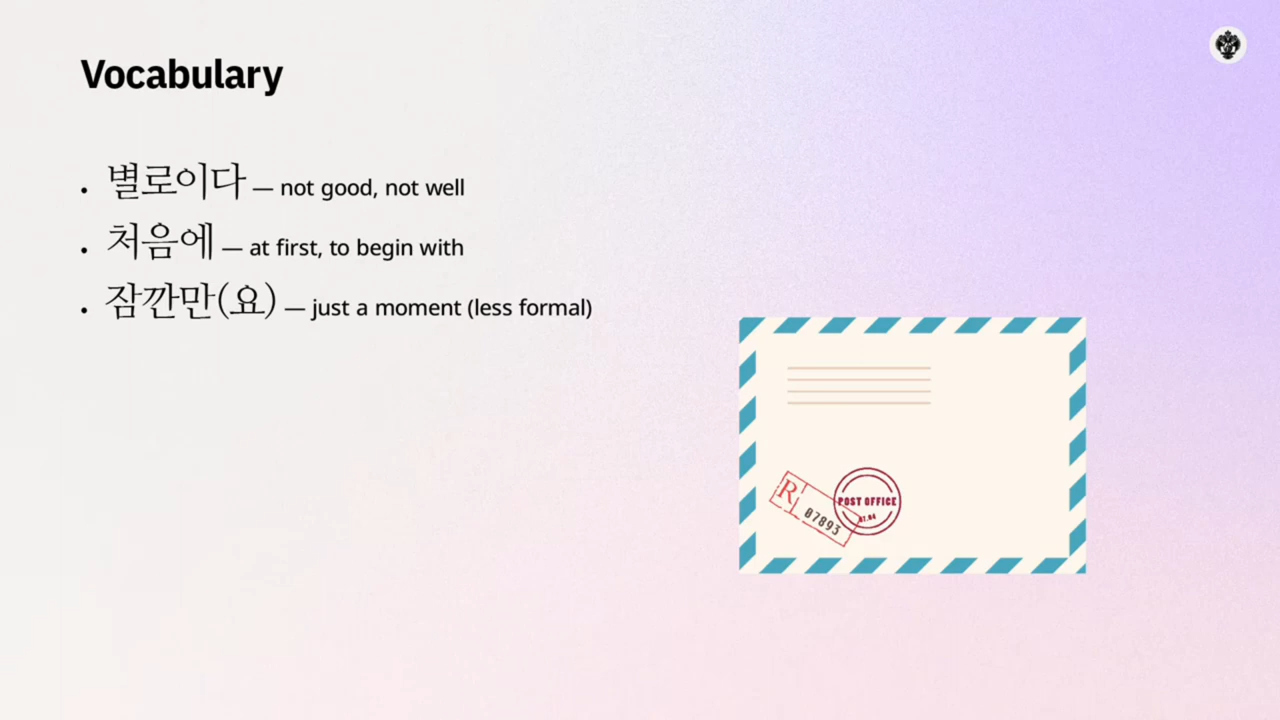 Vocabulary
• 별로이다 — not good, not well
• 처음에 — at first, to begin with
• 잠깐만(요) — just a moment (less formal)
R
B7893
POST OFFICE